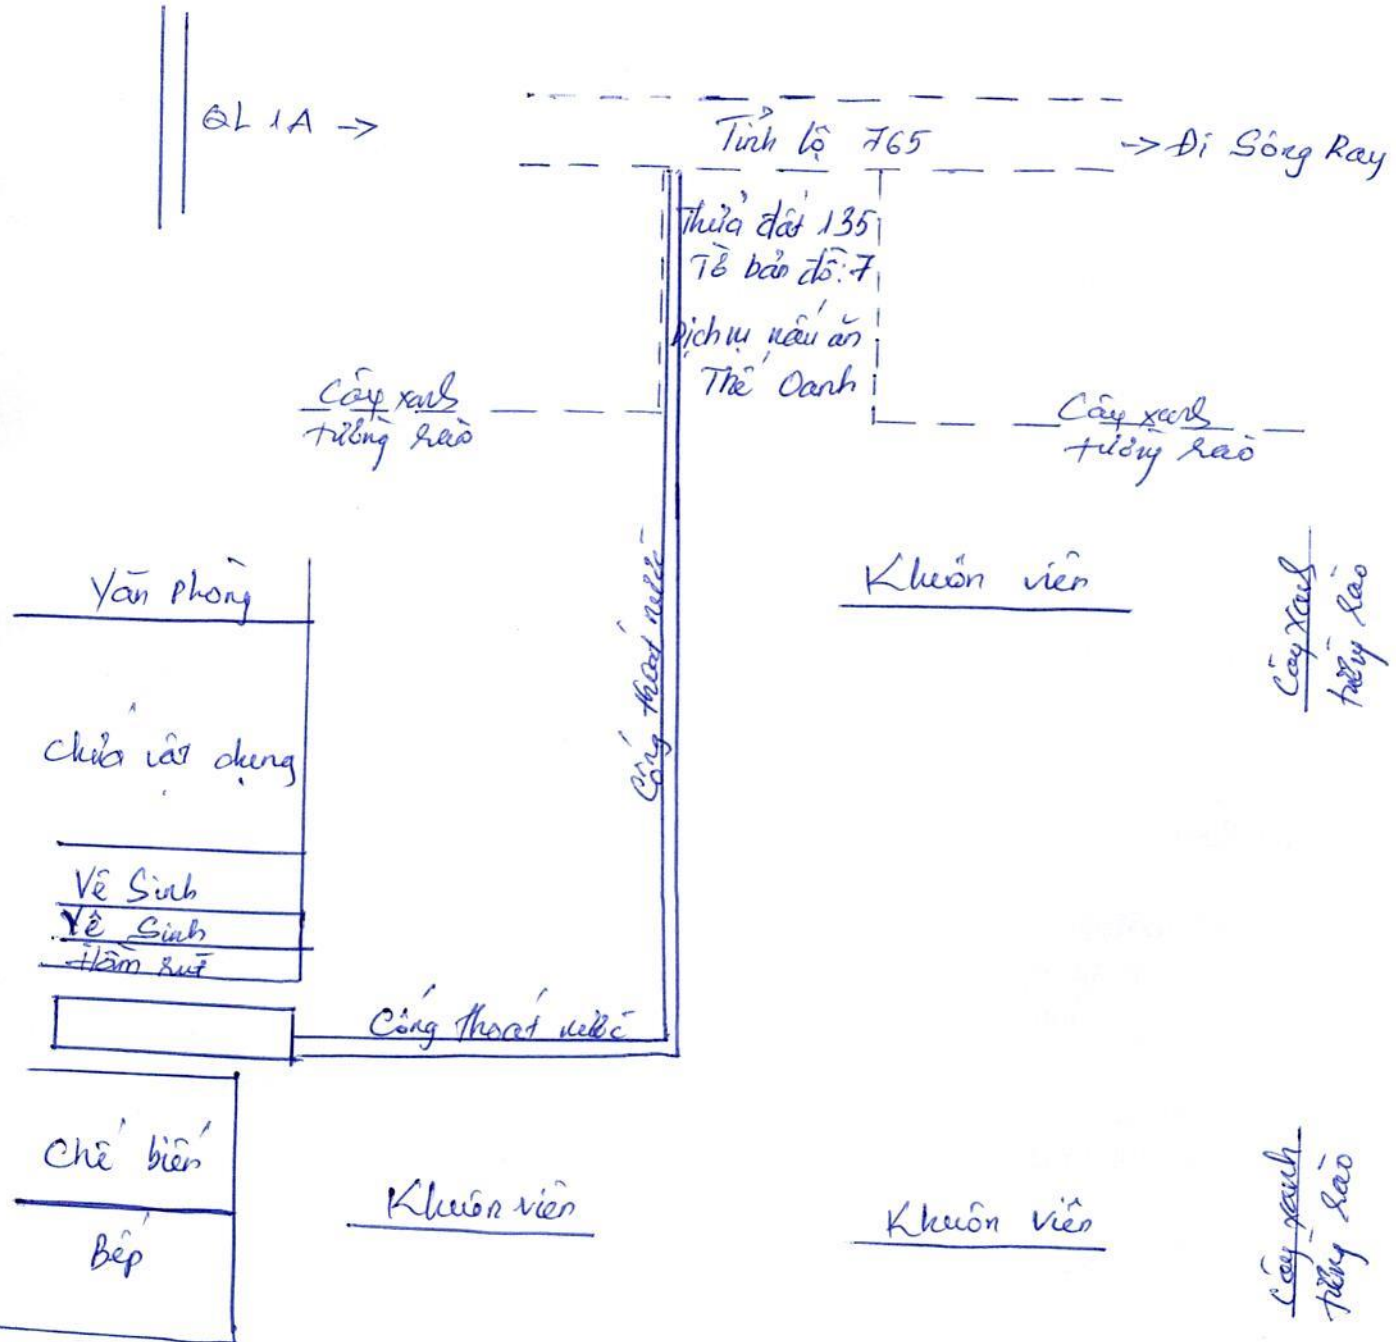 QL 1A →
Tỉnh lộ 765
→ Đi Sông Ray
Thửa đất 135
Tờ bản đồ: 7
Dịch vụ nấu ăn
Thế Oanh
Cây xanh
tường rào
Cây xanh
tường rào
Văn phòng
Khuôn viên
Cây xanh
tường rào
Cống thoát nước
Chứa vật dụng
Vệ Sinh
Vệ Sinh
Hầm rút
Cống thoát nước
Chế biến
Bếp
Khuôn viên
Khuôn viên
Cây xanh
tường rào